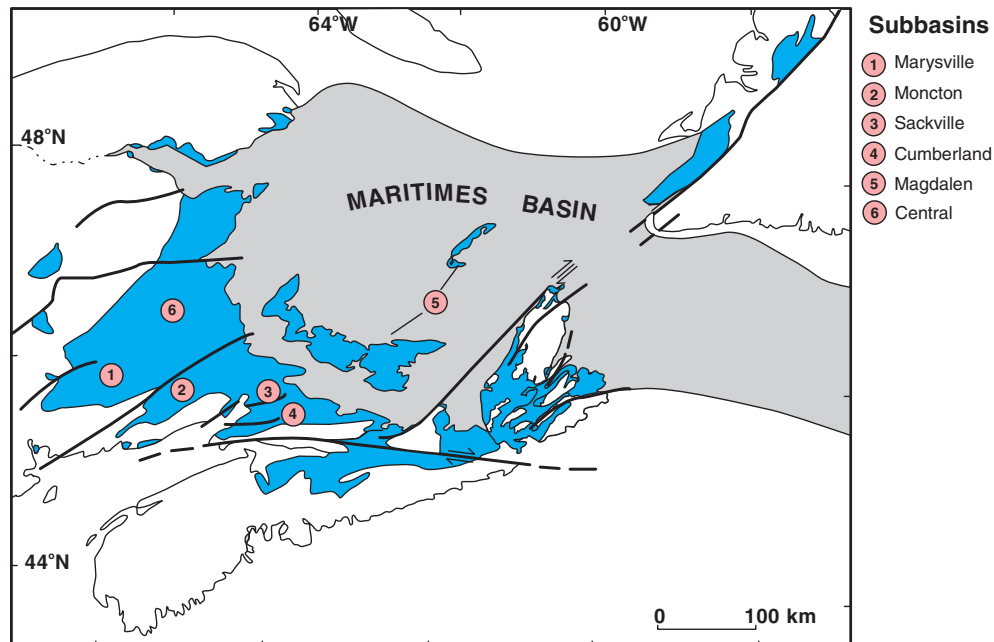 64°W
60°W
48°N
MARITIMES BASIN
5
6
1
2
3
4
44°N
0 100 km
Subbasins
1 Marysville
2 Moncton
3 Sackville
4 Cumberland
5 Magdalen
6 Central